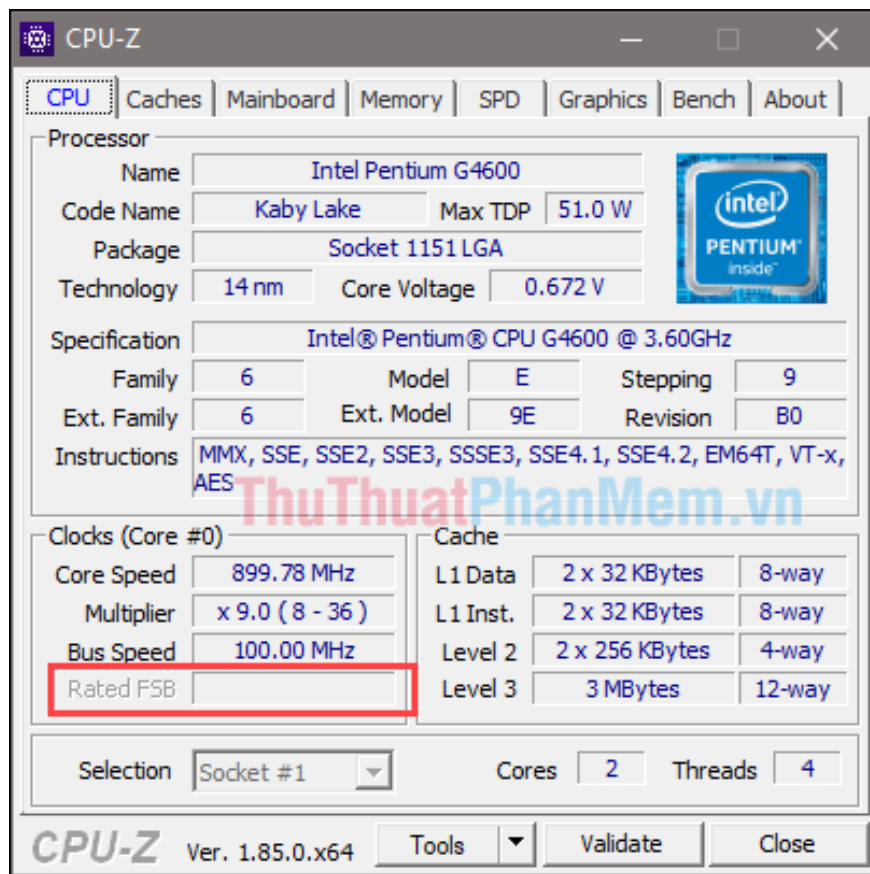 CPU-Z
CPU Caches Mainboard Memory SPD Graphics Bench About
Processor
Name Intel Pentium G4600
Code Name Kaby Lake Max TDP 51.0 W
Package Socket 1151 LGA
Technology 14 nm Core Voltage 0.672 V
intel
PENTIUM®
inside™
Specification Intel® Pentium® CPU G4600 @ 3.60GHz
Family 6 Model E Stepping 9
Ext. Family 6 Ext. Model 9E Revision B0
Instructions MMX, SSE, SSE2, SSE3, SSSE3, SSE4.1, SSE4.2, EM64T, VT-x,
AES
ThuThuatPhanMem.vn
Clocks (Core #0)
Core Speed 899.78 MHz
Multiplier x 9.0 ( 8 - 36 )
Bus Speed 100.00 MHz
Rated FSB
Cache
L1 Data 2 x 32 KBytes 8-way
L1 Inst. 2 x 32 KBytes 8-way
Level 2 2 x 256 KBytes 4-way
Level 3 3 MBytes 12-way
Selection Socket #1 Cores 2 Threads 4
CPU-Z Ver. 1.85.0.x64 Tools Validate Close